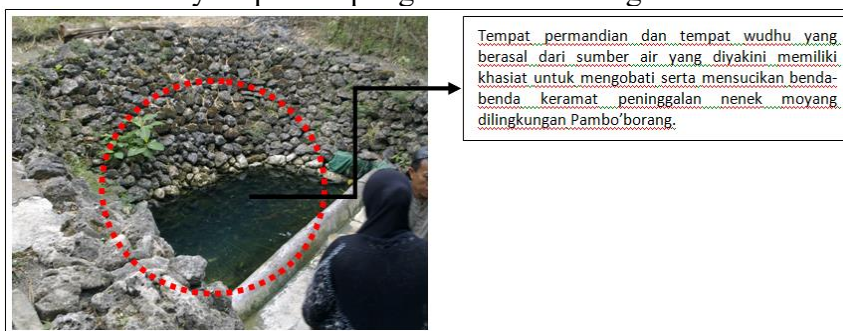 Tempat permandian dan tempat wudhu yang
berasal dari sumber air yang diyakini memiliki
khasiat untuk mengobati serta mensucikan benda-
benda keramat peninggalan nenek moyang
dilingkungan Pambo’borang.